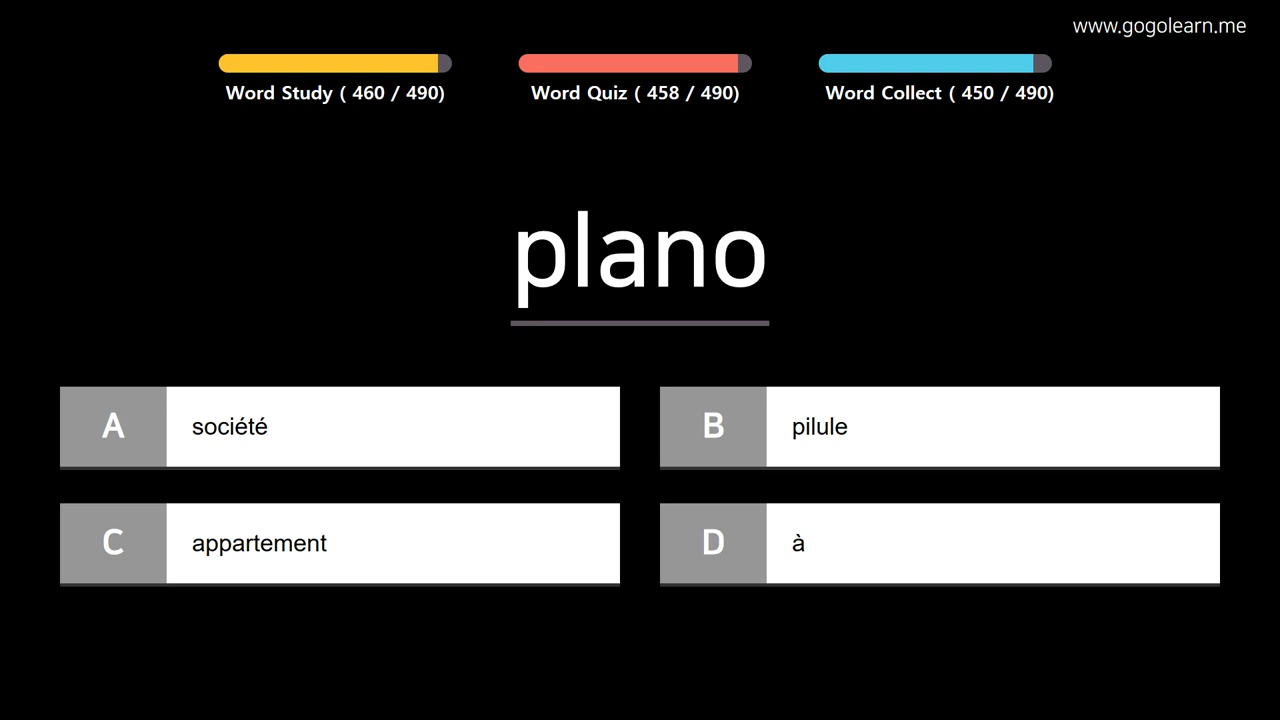 www.gogolearn.me
Word Study ( 460 / 490)
Word Quiz ( 458 / 490)
Word Collect ( 450 / 490)
plano
A société
B pilule
C appartement
D à